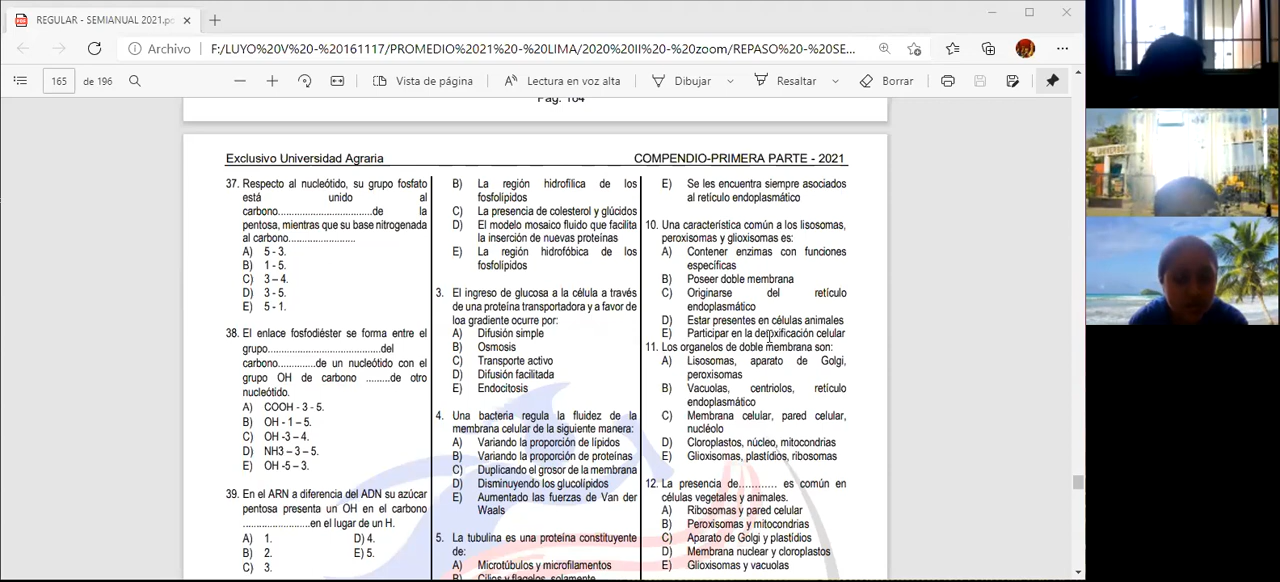 REGULAR - SEMIANUAL 2021.pc
Archivo
F:/LUYO%20V%20-%20161117/PROMEDIO%2021%20-%20LIMA/2020%20II%20-%20zoom/REPASO%20-%20SE...
165 de 196
Vista de página
Lectura en voz alta
Dibujar
Resaltar
Borrar
Pag. 164
Exclusivo Universidad Agraria
COMPENDIO-PRIMERA PARTE - 2021
37. Respecto al nucleótido, su grupo fosfato
está unido al
carbono..................................de la
pentosa, mientras que su base nitrogenada
al carbono........................
A) 5 - 3.
B) 1 - 5.
C) 3 – 4.
D) 3 - 5.
E) 5 - 1.
38. El enlace fosfodiéster se forma entre el
grupo.......................................del
carbono.............de un nucleótido con el
grupo OH de carbono .........de otro
nucleótido.
A) COOH - 3 - 5.
B) OH - 1 – 5.
C) OH -3 – 4.
D) NH3 – 3 – 5.
E) OH -5 – 3.
39. En el ARN a diferencia del ADN su azúcar
pentosa presenta un OH en el carbono
........................en el lugar de un H.
A) 1. D) 4.
B) 2. E) 5.
C) 3.
B) La región hidrofílica de los
fosfolípidos
C) La presencia de colesterol y glúcidos
D) El modelo mosaico fluido que facilita
la inserción de nuevas proteínas
E) La región hidrofóbica de los
fosfolípidos
3. El ingreso de glucosa a la célula a través
de una proteína transportadora y a favor de
loa gradiente ocurre por:
A) Difusión simple
B) Osmosis
C) Transporte activo
D) Difusión facilitada
E) Endocitosis
4. Una bacteria regula la fluidez de la
membrana celular de la siguiente manera:
A) Variando la proporción de lípidos
B) Variando la proporción de proteínas
C) Duplicando el grosor de la membrana
D) Disminuyendo los glucolípidos
E) Aumentado las fuerzas de Van der
Waals
5. La tubulina es una proteína constituyente
de:
A) Microtúbulos y microfilamentos
B) Cilios y flagelos, solamente
E) Se les encuentra siempre asociados
al retículo endoplasmático
10. Una característica común a los lisosomas,
peroxisomas y glioxisomas es:
A) Contener enzimas con funciones
específicas
B) Poseer doble membrana
C) Originarse del retículo
endoplasmático
D) Estar presentes en células animales
E) Participar en la detoxificación celular
11. Los organelos de doble membrana son:
A) Lisosomas, aparato de Golgi,
peroxisomas
B) Vacuolas, centriolos, retículo
endoplasmático
C) Membrana celular, pared celular,
nucléolo
D) Cloroplastos, núcleo, mitocondrias
E) Glioxisomas, plastídios, ribosomas
12. La presencia de............ es común en
células vegetales y animales.
A) Ribosomas y pared celular
B) Peroxisomas y mitocondrias
C) Aparato de Golgi y plastídios
D) Membrana nuclear y cloroplastos
E) Glioxisomas y vacuolas